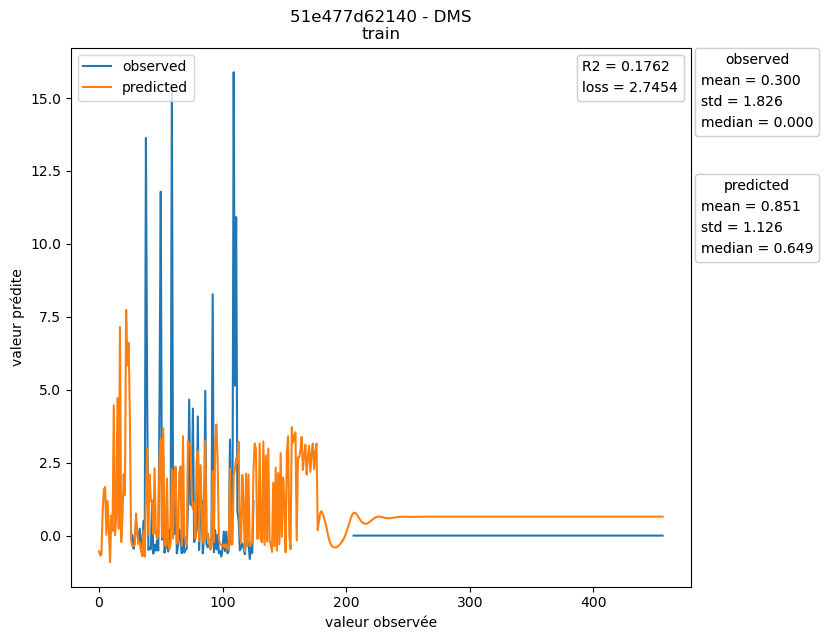 51e477d62140 - DMS
train
observed
predicted
R2 = 0.1762
loss = 2.7454
observed
mean = 0.300
std = 1.826
median = 0.000
predicted
mean = 0.851
std = 1.126
median = 0.649
valeur prédite
15.0
12.5
10.0
7.5
5.0
2.5
0.0
0
100
200
300
400
valeur observée